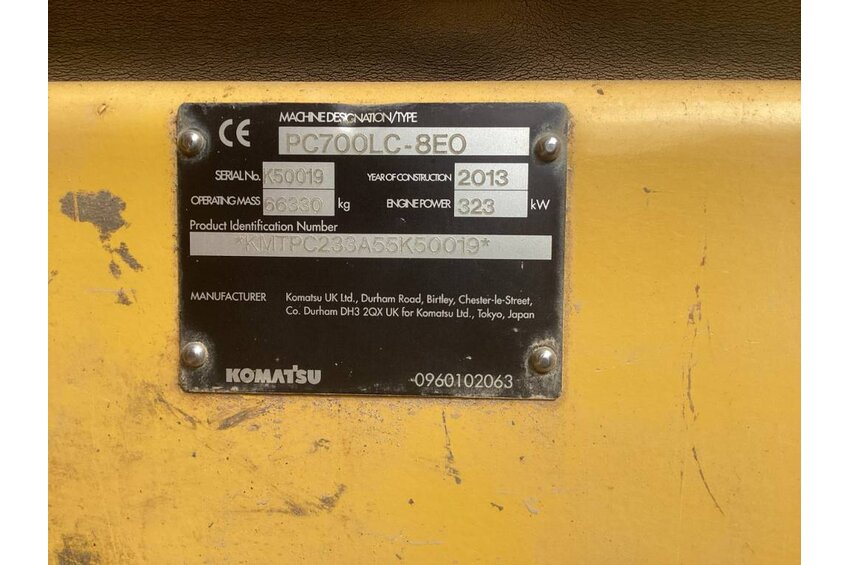 CE
MACHINE DESIGNATION/TYPE
PC700LC-8E0
SERIAL No. K50019 YEAR OF CONSTRUCTION 2013
OPERATING MASS 66330 kg ENGINE POWER 323 kW
Product Identification Number
*KMTPC233A55K50019*
MANUFACTURER Komatsu UK Ltd., Durham Road, Birtley, Chester-le-Street,
Co. Durham DH3 2QX UK for Komatsu Ltd., Tokyo, Japan
KOMATSU 0960102063